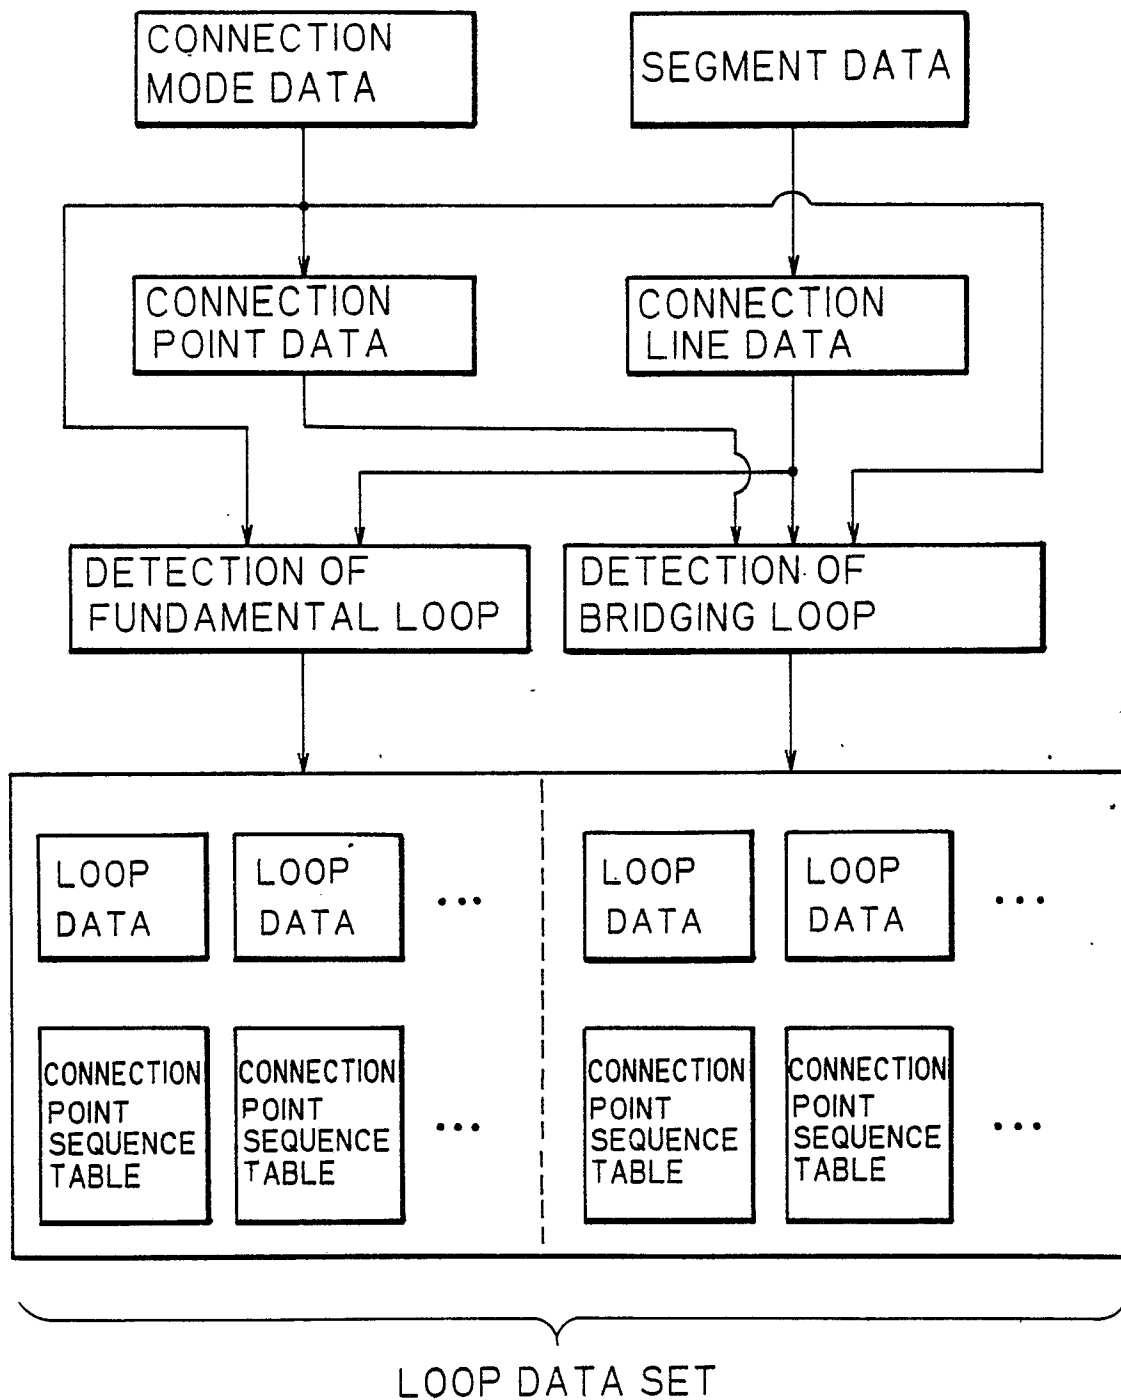 CONNECTION
MODE DATA
SEGMENT DATA
CONNECTION
POINT DATA
CONNECTION
LINE DATA
DETECTION OF
FUNDAMENTAL LOOP
DETECTION OF
BRIDGING LOOP
LOOP
DATA
LOOP
DATA
...
LOOP
DATA
LOOP
DATA
...
CONNECTION
POINT
SEQUENCE
TABLE
CONNECTION
POINT
SEQUENCE
TABLE
...
CONNECTION
POINT
SEQUENCE
TABLE
CONNECTION
POINT
SEQUENCE
TABLE
...
LOOP DATA SET